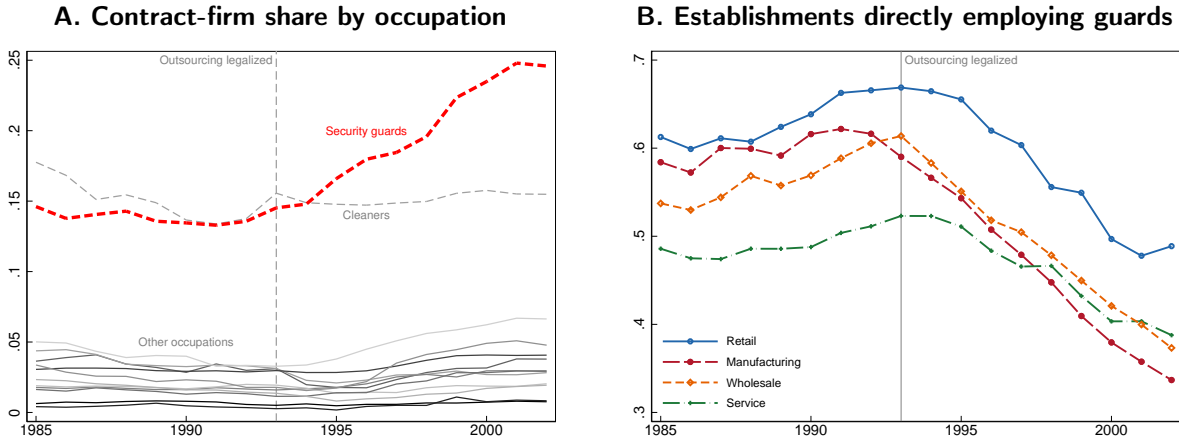 A. Contract-firm share by occupation
.25
.2
.15
.1
.05
0
Outsourcing legalized
Security guards
Cleaners
Other occupations
1985 1990 1995 2000
B. Establishments directly employing guards
.7
.6
.5
.4
.3
Outsourcing legalized
Retail
Manufacturing
Wholesale
Service
1985 1990 1995 2000